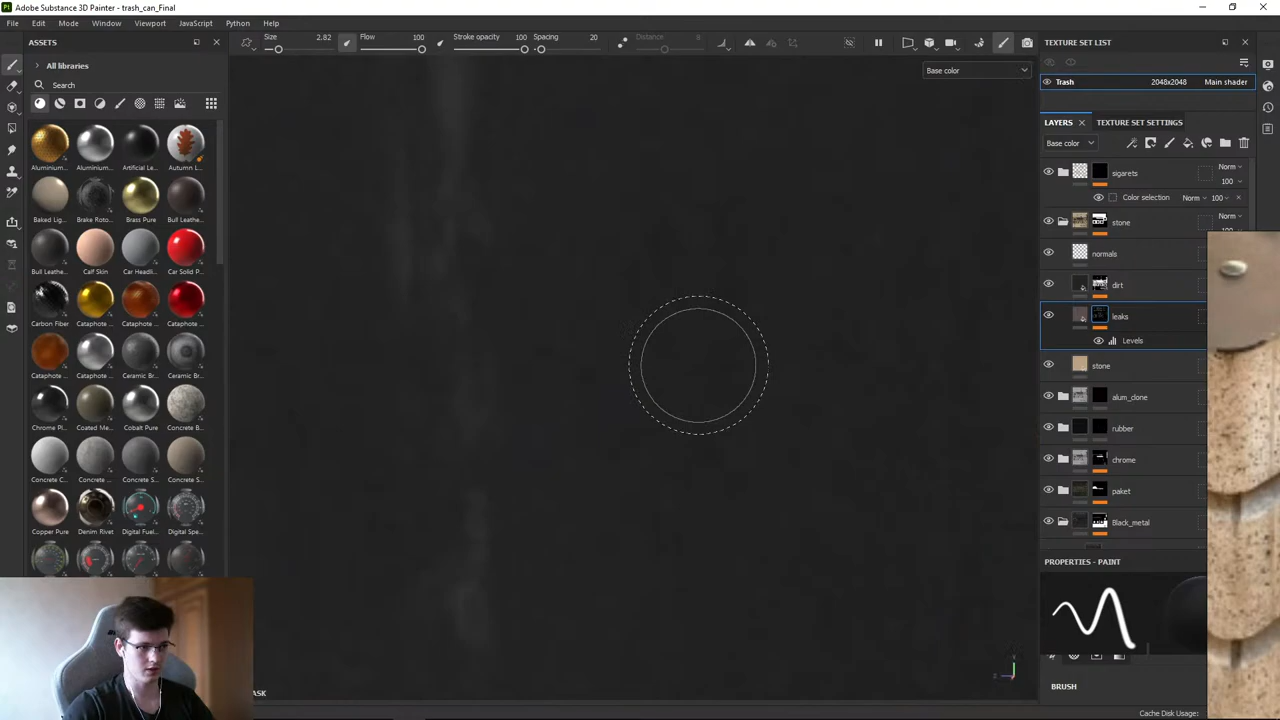 Adobe Substance 3D Painter - trash_can_Final
File Edit Mode Window Viewport JavaScript Python Help
ASSETS
Size 2.82 Flow 100 Stroke opacity 100 Spacing 20 Distance 8
TEXTURE SET LIST
All libraries
Search
Base color
Trash 2048x2048 Main shader
LAYERS TEXTURE SET SETTINGS
Base color
Aluminium... Aluminium... Artificial Le... Autumn L...
Baked Lig... Brake Roto... Brass Pure Bull Leathe...
Bull Leathe... Calf Skin Car Headli... Car Solid P...
Carbon Fiber Cataphote ... Cataphote ... Cataphote ...
Cataphote ... Cataphote ... Ceramic Br... Ceramic Br...
Chrome Pl... Coated Me... Cobalt Pure Concrete B...
Concrete C... Concrete ... Concrete S... Concrete ...
Copper Pure Denim Rivet Digital Fuel... Digital Spe...
sigarets Norm 100
Color selection Norm 100
stone Norm
normals
dirt
leaks
Levels
stone
alum_clone
rubber
chrome
paket
Black_metal
PROPERTIES - PAINT
BRUSH
ASK
Cache Disk Usage: